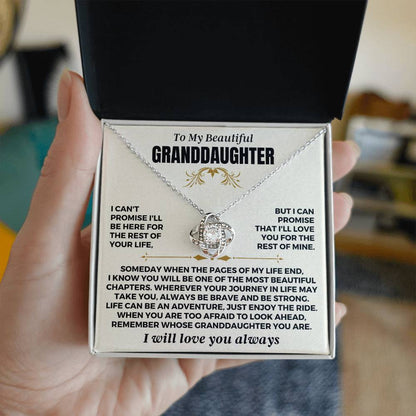 To My Beautiful
GRANDDAUGHTER
I CAN'T
PROMISE I'LL
BE HERE FOR
THE REST OF
YOUR LIFE,
BUT I CAN
PROMISE
THAT I'LL LOVE
YOU FOR THE
REST OF MINE.
SOMEDAY WHEN THE PAGES OF MY LIFE END,
I KNOW YOU WILL BE ONE OF THE MOST BEAUTIFUL
CHAPTERS. WHEREVER YOUR JOURNEY IN LIFE MAY
TAKE YOU, ALWAYS BE BRAVE AND BE STRONG.
LIFE CAN BE AN ADVENTURE, JUST ENJOY THE RIDE.
WHEN YOU ARE TOO AFRAID TO LOOK AHEAD,
REMEMBER WHOSE GRANDDAUGHTER YOU ARE.
I will love you always